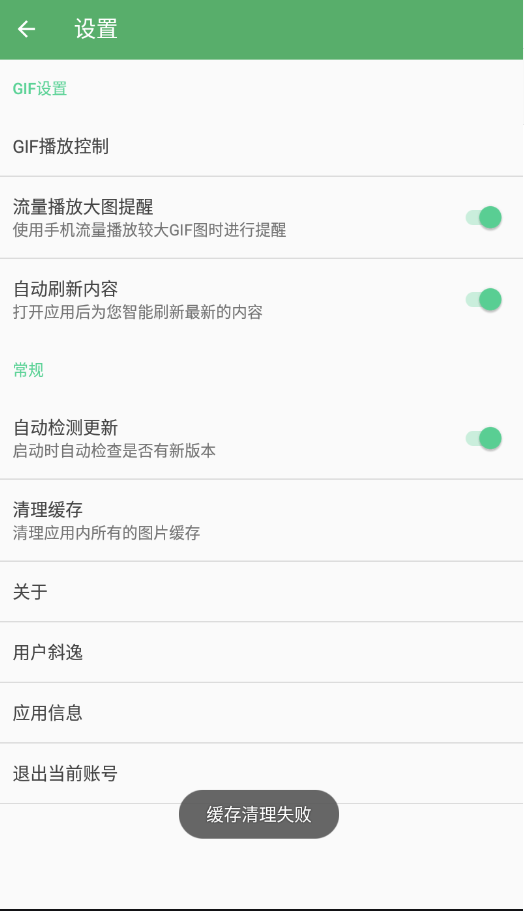 设置
GIF设置
GIF播放控制
流量播放大图提醒
使用手机流量播放较大GIF图时进行提醒
自动刷新内容
打开应用后为您智能刷新最新的内容
常规
自动检测更新
启动时自动检查是否有新版本
清理缓存
清理应用内所有的图片缓存
关于
用户斜逸
应用信息
退出当前账号
缓存清理失败